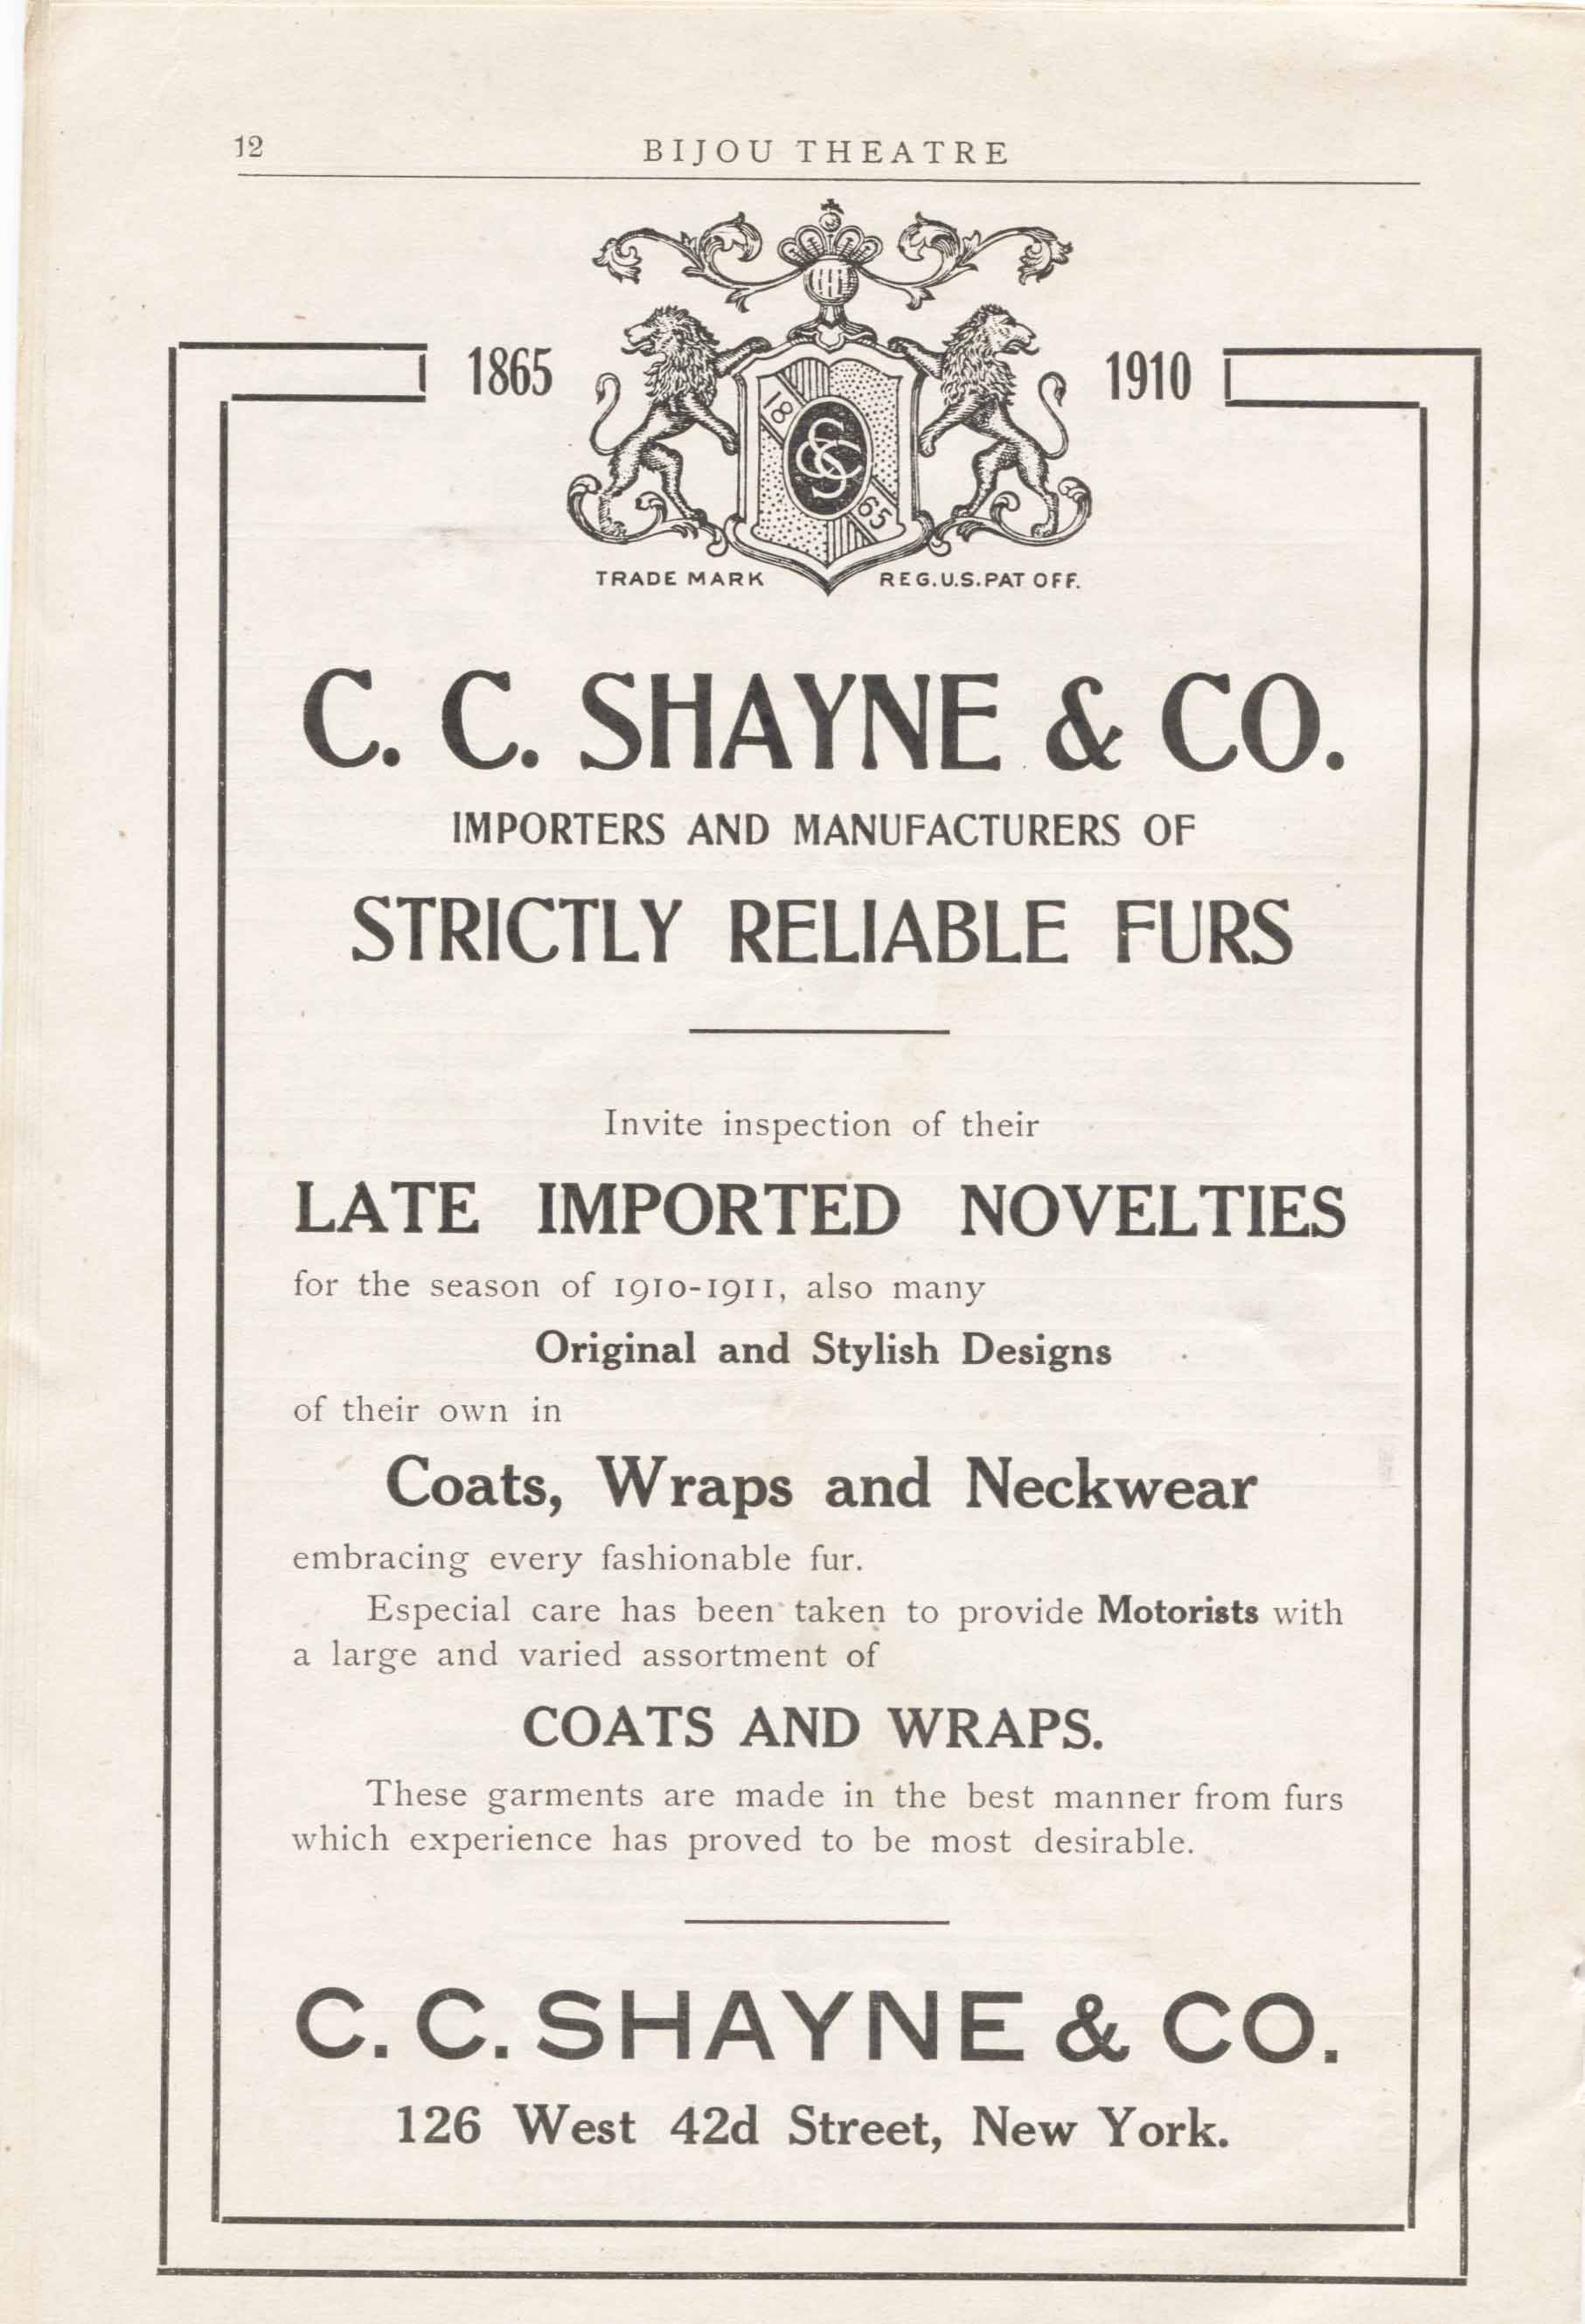 12
BIJOU THEATRE
1865
1910
18
CCS
65
TRADE MARK
REG. U.S. PAT OFF.
C. C. SHAYNE & CO.
IMPORTERS AND MANUFACTURERS OF
STRICTLY RELIABLE FURS
Invite inspection of their
LATE IMPORTED NOVELTIES
for the season of 1910-1911, also many
Original and Stylish Designs
of their own in
Coats, Wraps and Neckwear
embracing every fashionable fur.
Especial care has been taken to provide Motorists with
a large and varied assortment of
COATS AND WRAPS.
These garments are made in the best manner from furs
which experience has proved to be most desirable.
C. C. SHAYNE & CO.
126 West 42d Street, New York.